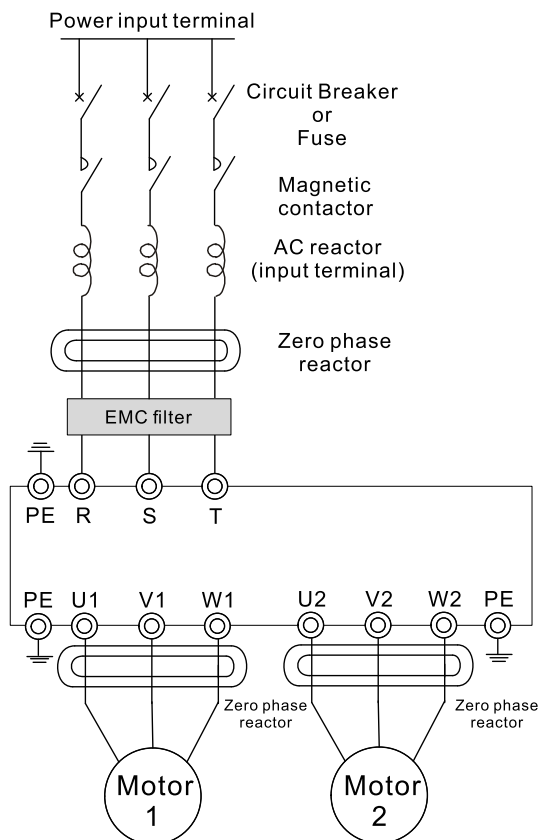 Power input terminal
Circuit Breaker
or
Fuse
Magnetic
contactor
AC reactor
(input terminal)
Zero phase
reactor
EMC filter
PE R S T
PE U1 V1 W1 U2 V2 W2 PE
Zero phase
reactor
Zero phase
reactor
Motor
1
Motor
2